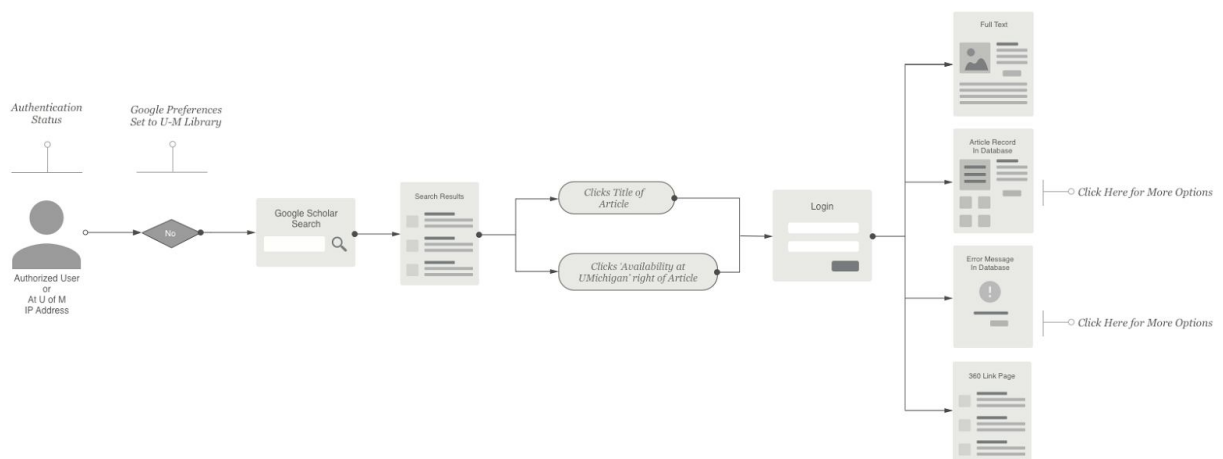 Authentication
Status
Google Preferences
Set to U-M Library
Authorized User
or
At U of M
IP Address
No
Google Scholar
Search
Search Results
Clicks Title of
Article
Clicks 'Availability at
UMichigan' right of Article
Login
Full Text
Article Record
In Database
Click Here for More Options
Error Message
In Database
Click Here for More Options
360 Link Page